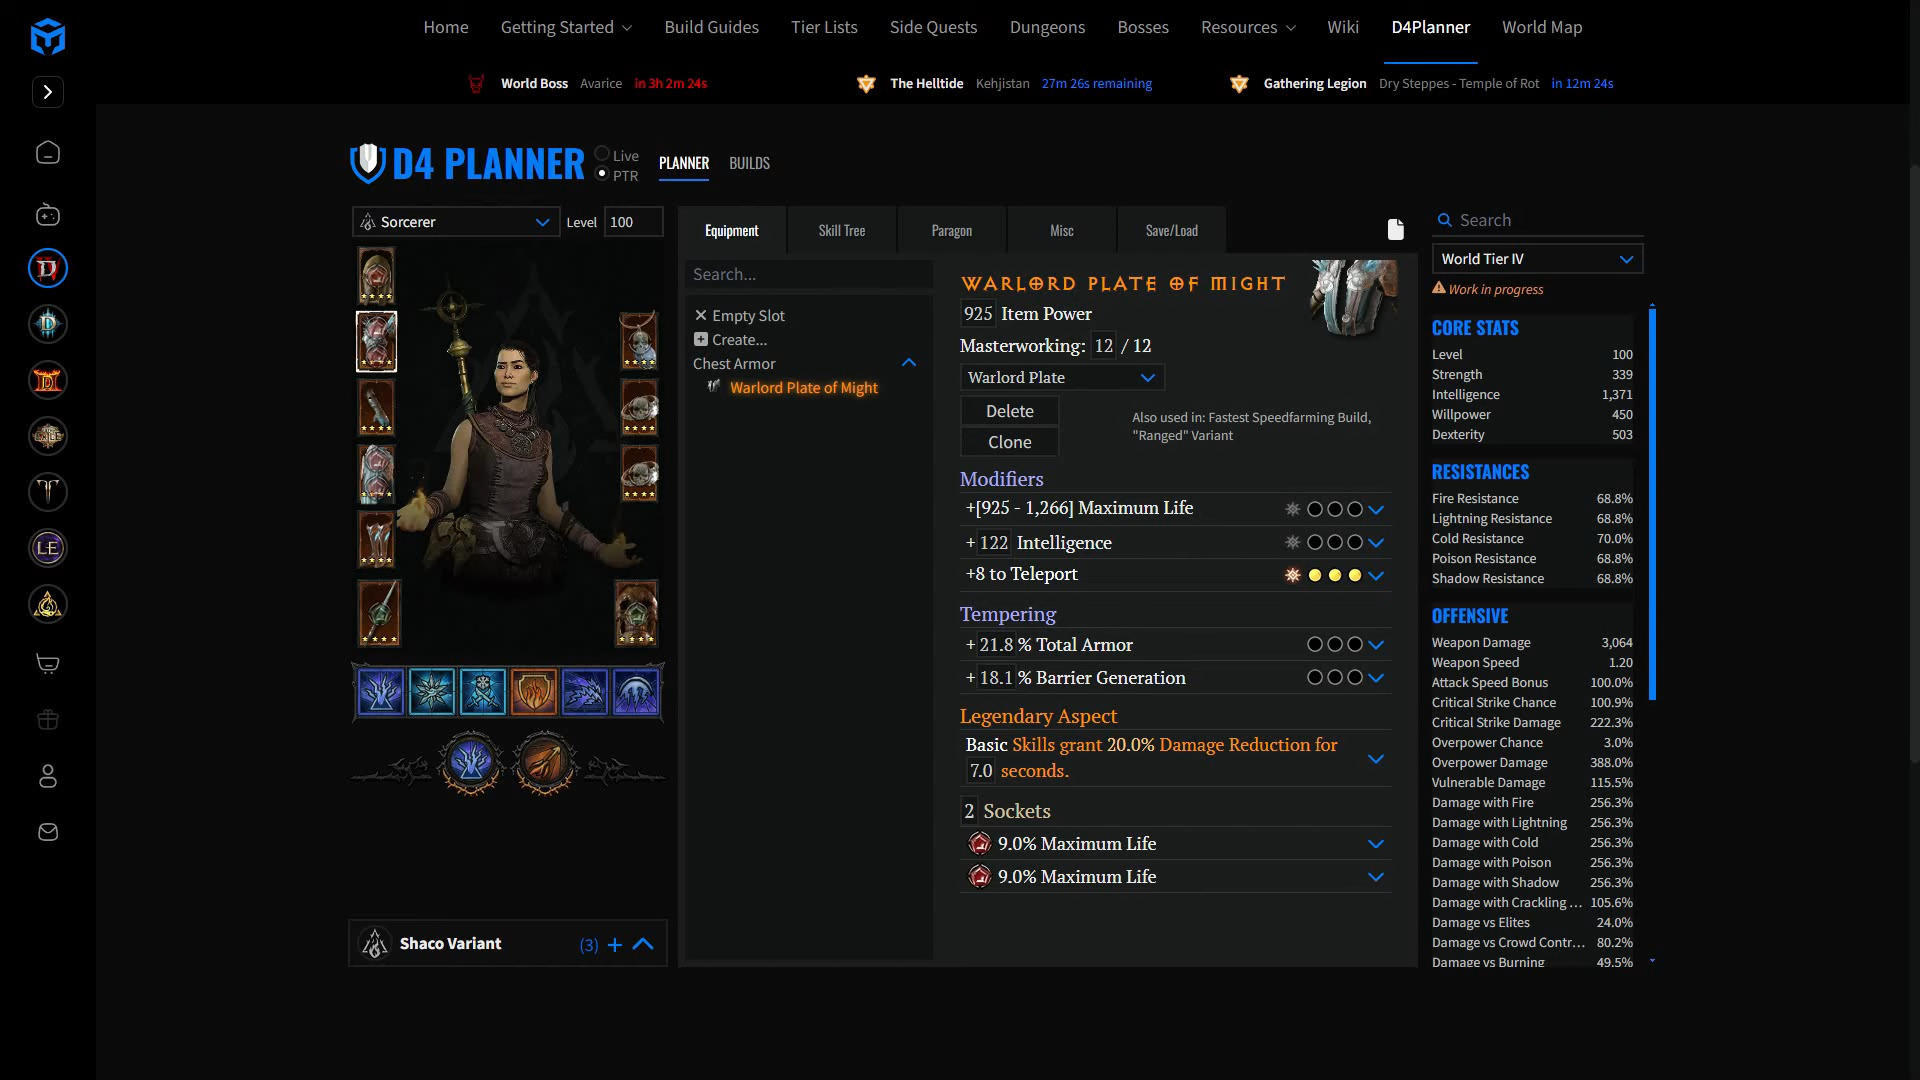 Home Getting Started Build Guides Tier Lists Side Quests Dungeons Bosses Resources Wiki D4Planner World Map
World Boss Avarice in 3h 2m 24s The Helltide Kehjistan 27m 26s remaining Gathering Legion Dry Steppes - Temple of Rot in 12m 24s
D4 PLANNER Live PTR PLANNER BUILDS
Sorcerer Level 100
Equipment Skill Tree Paragon Misc Save/Load
Search...
Empty Slot
Create...
Chest Armor
Warlord Plate of Might
WARLORD PLATE OF MIGHT
925 Item Power
Masterworking: 12 / 12
Warlord Plate
Delete
Clone
Also used in: Fastest Speedfarming Build,
"Ranged" Variant
Modifiers
+[925 - 1,266] Maximum Life
+ 122 Intelligence
+8 to Teleport
Tempering
+ 21.8 % Total Armor
+ 18.1 % Barrier Generation
Legendary Aspect
Basic Skills grant 20.0% Damage Reduction for
7.0 seconds.
2 Sockets
9.0% Maximum Life
9.0% Maximum Life
Shaco Variant (3)
Search
World Tier IV
Work in progress
CORE STATS
Level 100
Strength 339
Intelligence 1,371
Willpower 450
Dexterity 503
RESISTANCES
Fire Resistance 68.8%
Lightning Resistance 68.8%
Cold Resistance 70.0%
Poison Resistance 68.8%
Shadow Resistance 68.8%
OFFENSIVE
Weapon Damage 3,064
Weapon Speed 1.20
Attack Speed Bonus 100.0%
Critical Strike Chance 100.9%
Critical Strike Damage 222.3%
Overpower Chance 3.0%
Overpower Damage 388.0%
Vulnerable Damage 115.5%
Damage with Fire 256.3%
Damage with Lightning 256.3%
Damage with Cold 256.3%
Damage with Poison 256.3%
Damage with Shadow 256.3%
Damage with Crackling ... 105.6%
Damage vs Elites 24.0%
Damage vs Crowd Contr... 80.2%
Damage vs Burning 49.5%
LE